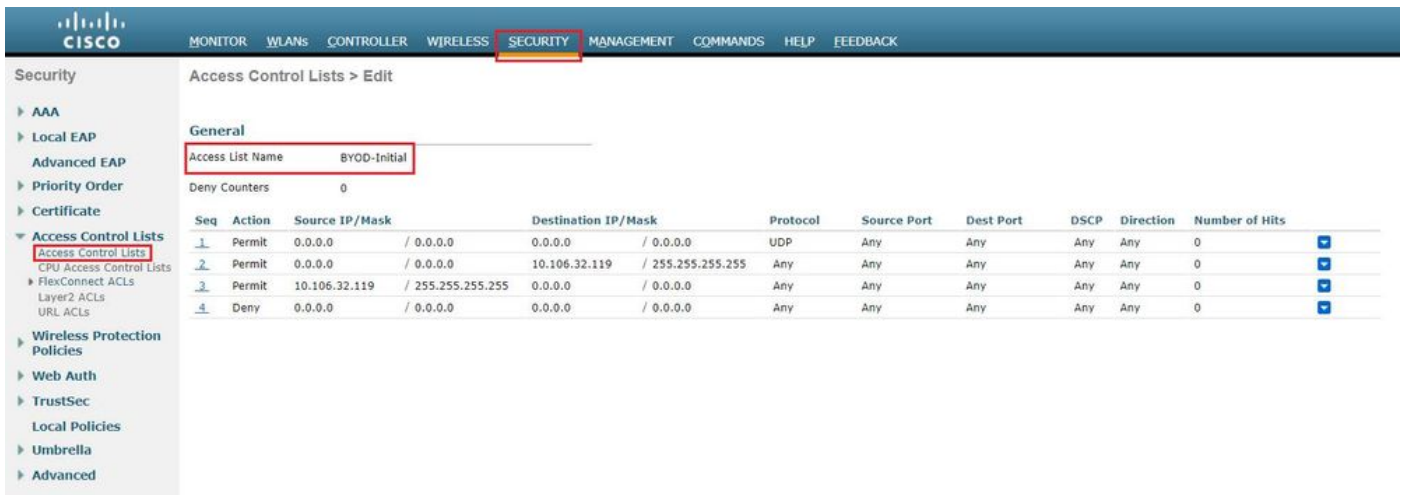 CISCO
MONITOR WLANs CONTROLLER WIRELESS SECURITY MANAGEMENT COMMANDS HELP FEEDBACK
Security
AAA
Local EAP
Advanced EAP
Priority Order
Certificate
Access Control Lists
Access Control Lists
CPU Access Control Lists
FlexConnect ACLs
Layer2 ACLs
URL ACLs
Wireless Protection
Policies
Web Auth
TrustSec
Local Policies
Umbrella
Advanced
Access Control Lists > Edit
General
Access List Name BYOD-Initial
Deny Counters 0
Seq Action Source IP/Mask Destination IP/Mask Protocol Source Port Dest Port DSCP Direction Number of Hits
1 Permit 0.0.0.0 / 0.0.0.0 0.0.0.0 / 0.0.0.0 UDP Any Any Any Any 0
2 Permit 0.0.0.0 / 0.0.0.0 10.106.32.119 / 255.255.255.255 Any Any Any Any Any 0
3 Permit 10.106.32.119 / 255.255.255.255 0.0.0.0 / 0.0.0.0 Any Any Any Any Any 0
4 Deny 0.0.0.0 / 0.0.0.0 0.0.0.0 / 0.0.0.0 Any Any Any Any Any 0